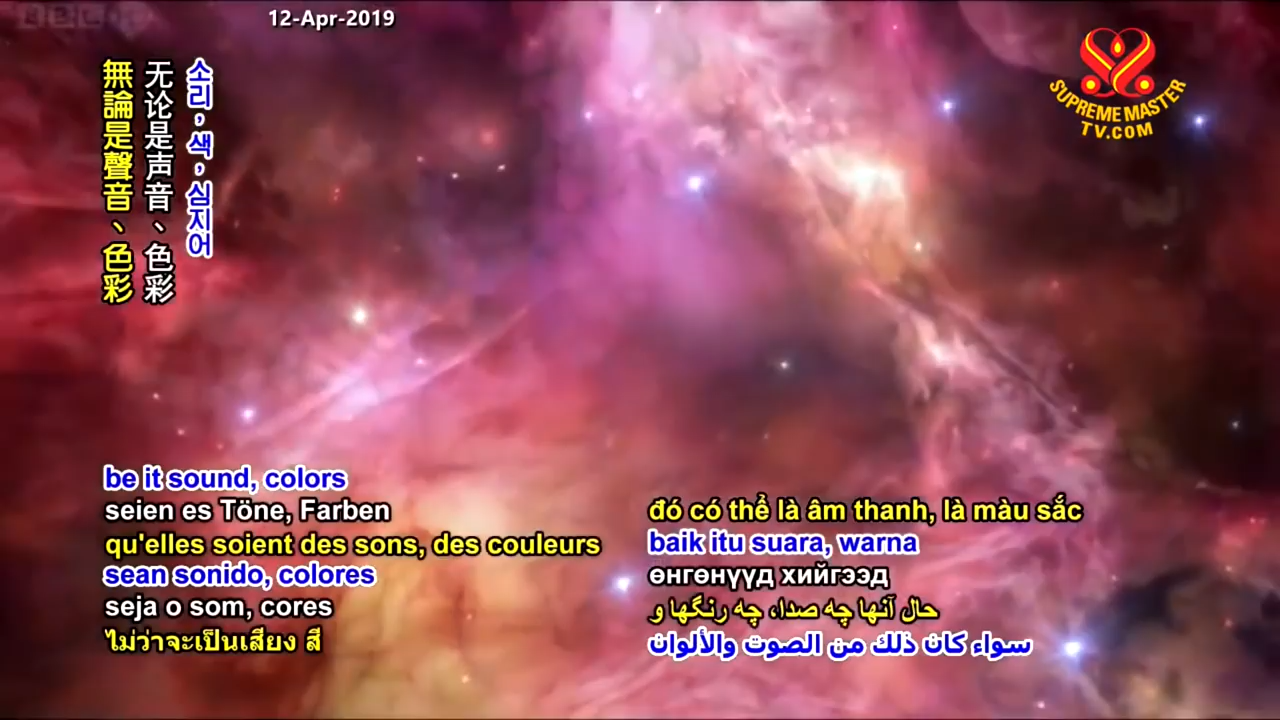 12-Apr-2019
SUPREME MASTER
TV.COM
소리, 색, 심지어
无论是声音、色彩
無論是聲音、色彩
be it sound, colors
seien es Töne, Farben
qu'elles soient des sons, des couleurs
sean sonido, colores
seja o som, cores
ไม่ว่าจะเป็นเสียง สี
đó có thể là âm thanh, là màu sắc
baik itu suara, warna
өнгөнүүд хийгээд
حال آنها چه صدا، چه رنگها و
سواء كان ذلك من الصوت والألوان